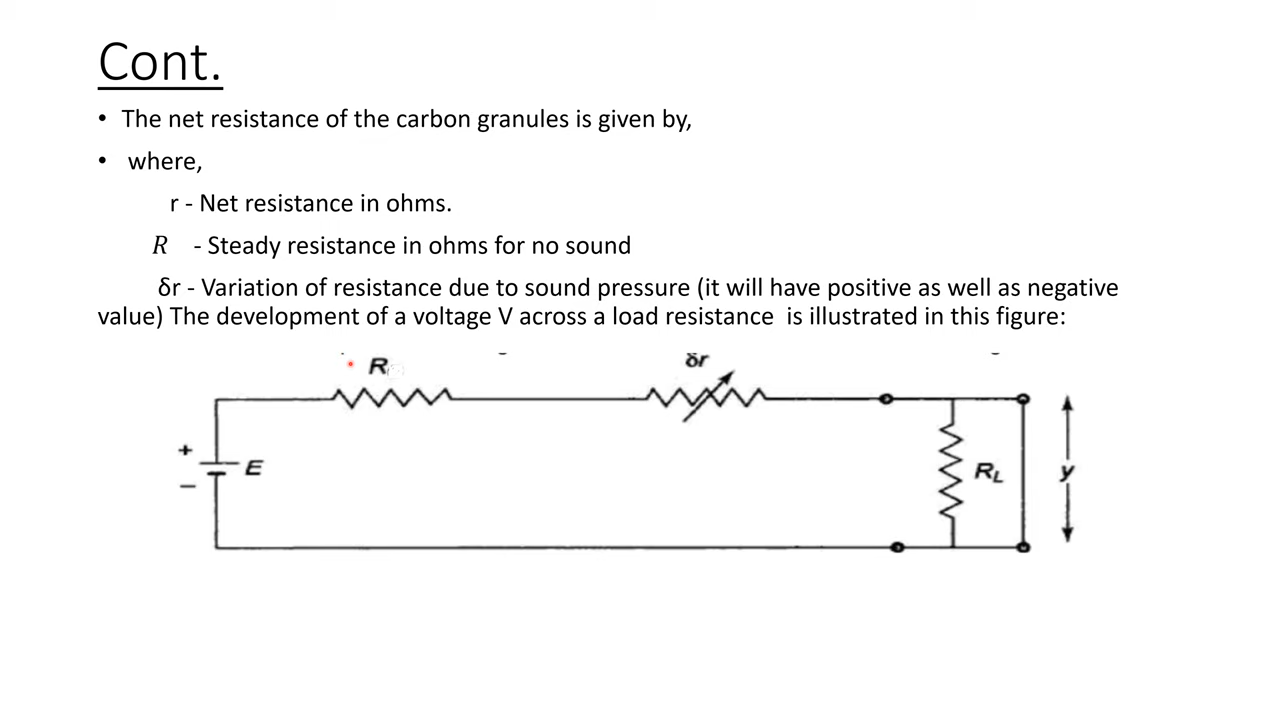 Cont.
• The net resistance of the carbon granules is given by,
• where,
r - Net resistance in ohms.
R - Steady resistance in ohms for no sound
δr - Variation of resistance due to sound pressure (it will have positive as well as negative
value) The development of a voltage V across a load resistance is illustrated in this figure:
R
δr
+
E
−
RL
y